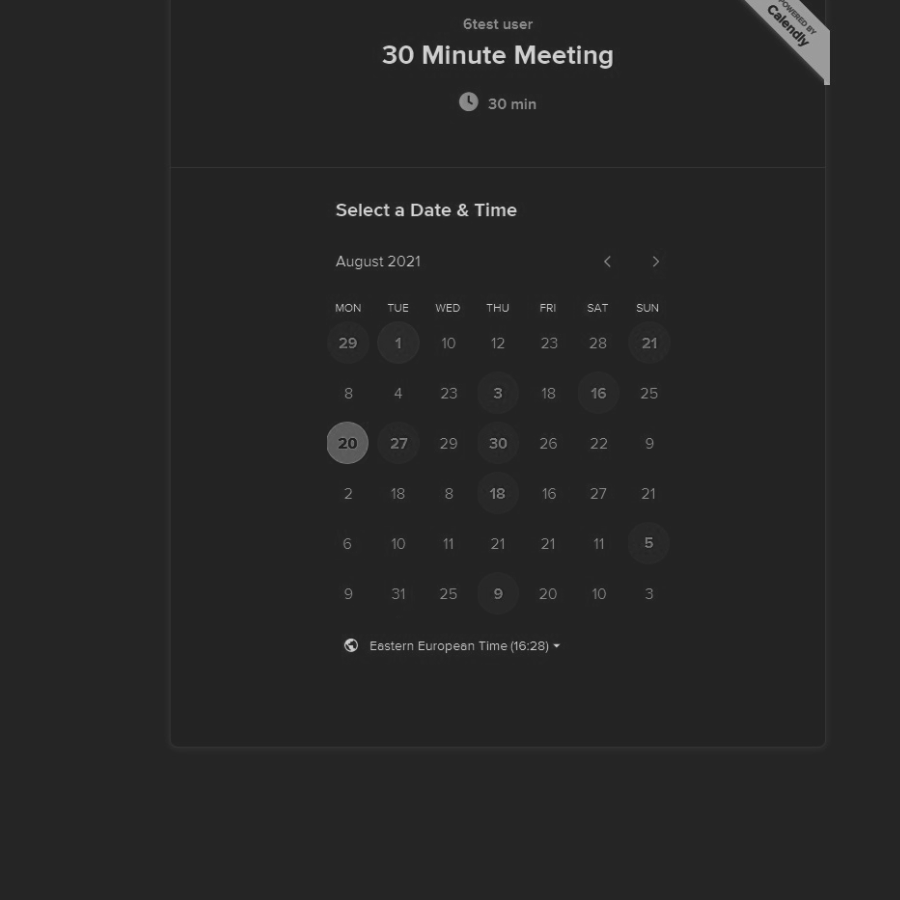 6test user
POWERED BY
Calendly
30 Minute Meeting
30 min
Select a Date & Time
August 2021
MON TUE WED THU FRI SAT SUN
29 1 10 12 23 28 21
8 4 23 3 18 16 25
20 27 29 30 26 22 9
2 18 8 18 16 27 21
6 10 11 21 21 11 5
9 31 25 9 20 10 3
Eastern European Time (16:28)